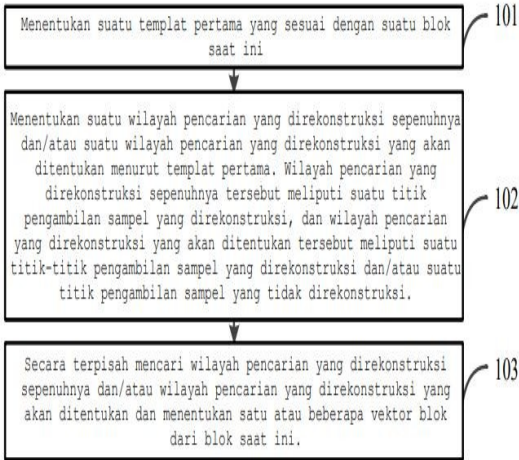 Menentukan suatu templat pertama yang sesuai dengan suatu blok
saat ini
101
Menentukan suatu wilayah pencarian yang direkonstruksi sepenuhnya
dan/atau suatu wilayah pencarian yang direkonstruksi yang akan
ditentukan menurut templat pertama. Wilayah pencarian yang
direkonstruksi sepenuhnya tersebut meliputi suatu titik
pengambilan sampel yang direkonstruksi, dan wilayah pencarian
yang direkonstruksi yang akan ditentukan tersebut meliputi suatu
titik-titik pengambilan sampel yang direkonstruksi dan/atau suatu
titik pengambilan sampel yang tidak direkonstruksi.
102
Secara terpisah mencari wilayah pencarian yang direkonstruksi
sepenuhnya dan/atau wilayah pencarian yang direkonstruksi yang
akan ditentukan dan menentukan satu atau beberapa vektor blok
dari blok saat ini.
103